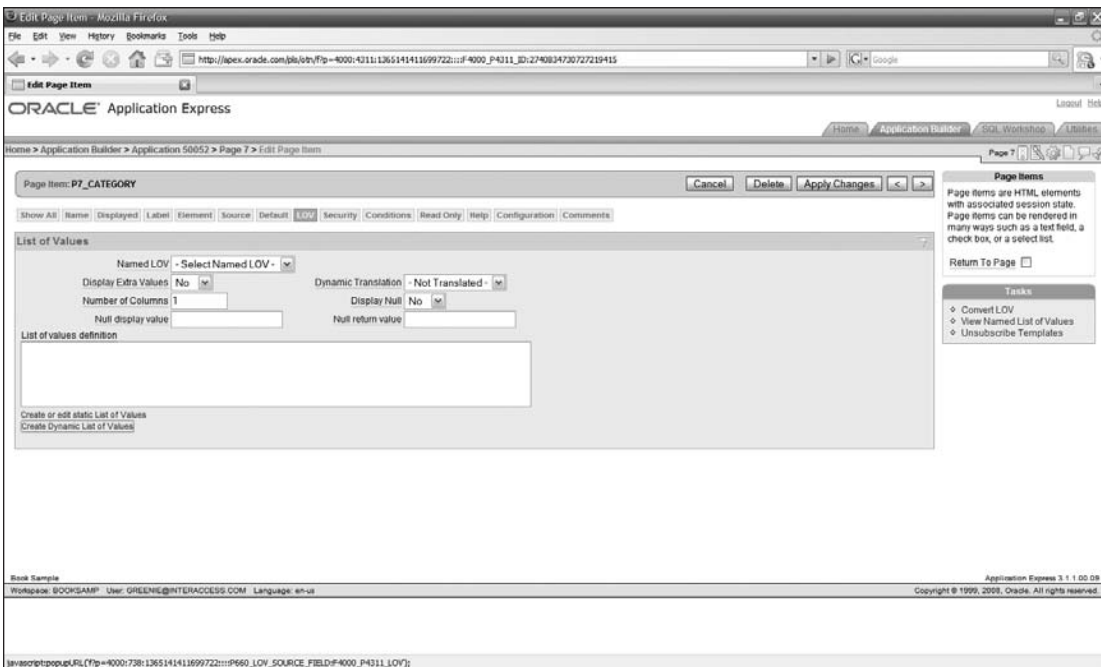 Edit Page Item - Mozilla Firefox
File Edit View History Bookmarks Tools Help
http://apex.oracle.com/pls/otn/f?p=4000:4311:1365141411699722::::F4000_P4311_ID:2740834730727219415
Google
Edit Page Item
ORACLE Application Express
Logout Help
Home Application Builder SQL Workshop Utilities
Home > Application Builder > Application 50052 > Page 7 > Edit Page Item
Page 7
Page Item: P7_CATEGORY
Cancel Delete Apply Changes < >
Show All Name Displayed Label Element Source Default LOV Security Conditions Read Only Help Configuration Comments
List of Values
Named LOV - Select Named LOV -
Display Extra Values No Dynamic Translation - Not Translated -
Number of Columns 1 Display Null No
Null display value Null return value
List of values definition
Create or edit static List of Values
Create Dynamic List of Values
Page Items
Page items are HTML elements
with associated session state.
Page items can be rendered in
many ways such as a text field, a
check box, or a select list.
Return To Page
Tasks
Convert LOV
View Named List of Values
Unsubscribe Templates
Book Sample
Application Express 3.1.1.00.09
Workspace: BOOKSAMP User: GREENIE@INTERACCESS.COM Language: en-us
Copyright © 1999, 2008, Oracle. All rights reserved.
javascript:popupURL('f?p=4000:738:1365141411699722::::P660_LOV_SOURCE_FIELD:F4000_P4311_LOV');